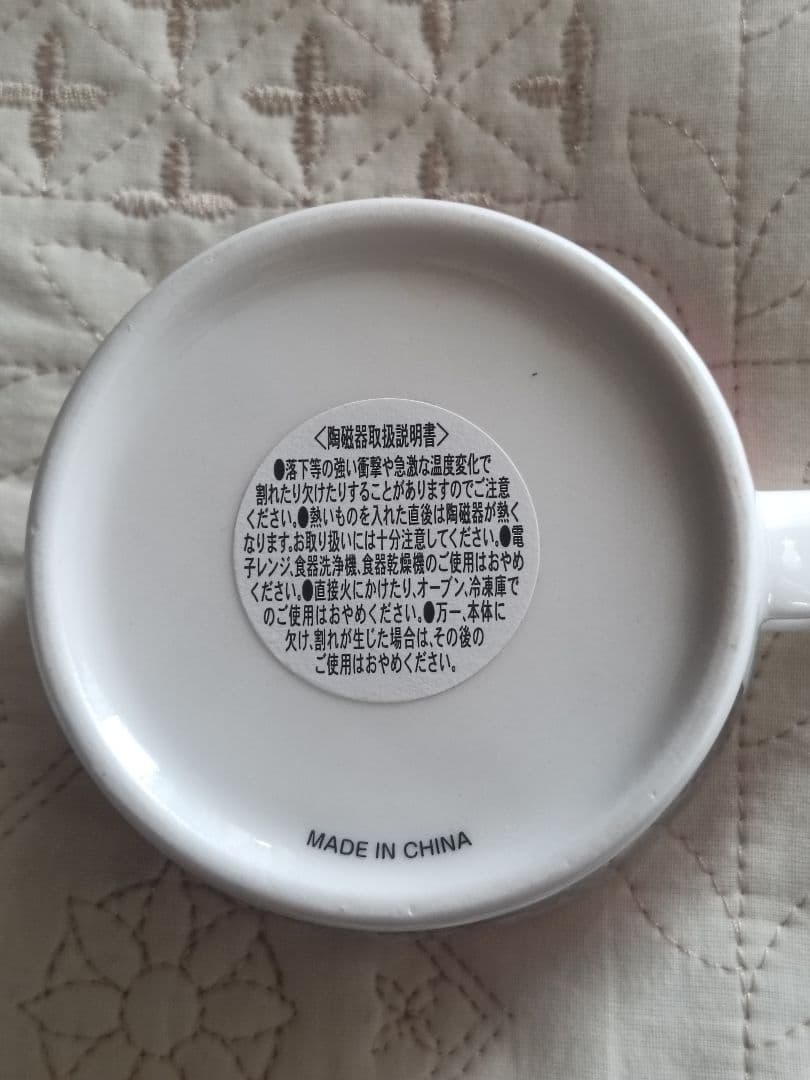 〈陶磁器取扱説明書〉
●落下等の強い衝撃や急激な温度変化で
割れたり欠けたりすることがありますのでご注意
ください。●熱いものを入れた直後は陶磁器が熱く
なります。お取り扱いには十分注意してください。●電
子レンジ、食器洗浄機、食器乾燥機のご使用はおやめ
ください。●直接火にかけたり、オーブン、冷凍庫で
のご使用はおやめください。●万一、本体に
欠け、割れが生じた場合は、その後の
ご使用はおやめください。
MADE IN CHINA